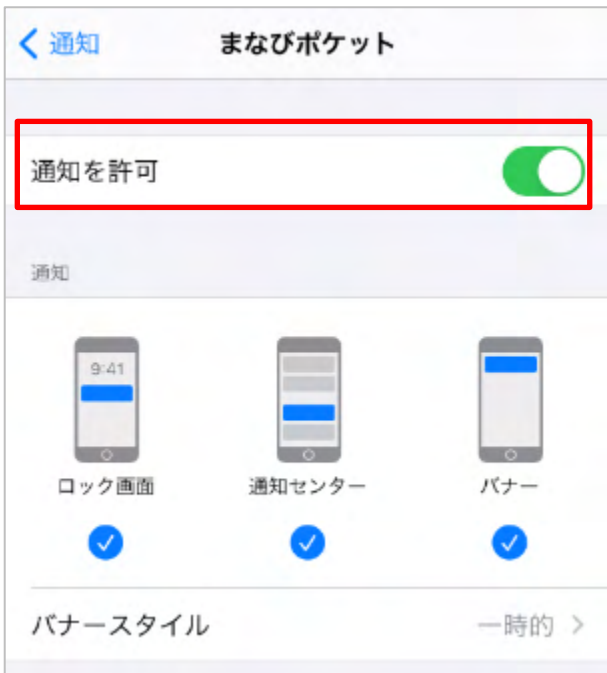 通知 まなびポケット
通知を許可
通知
9:41
ロック画面 通知センター バナー
バナースタイル 一時的